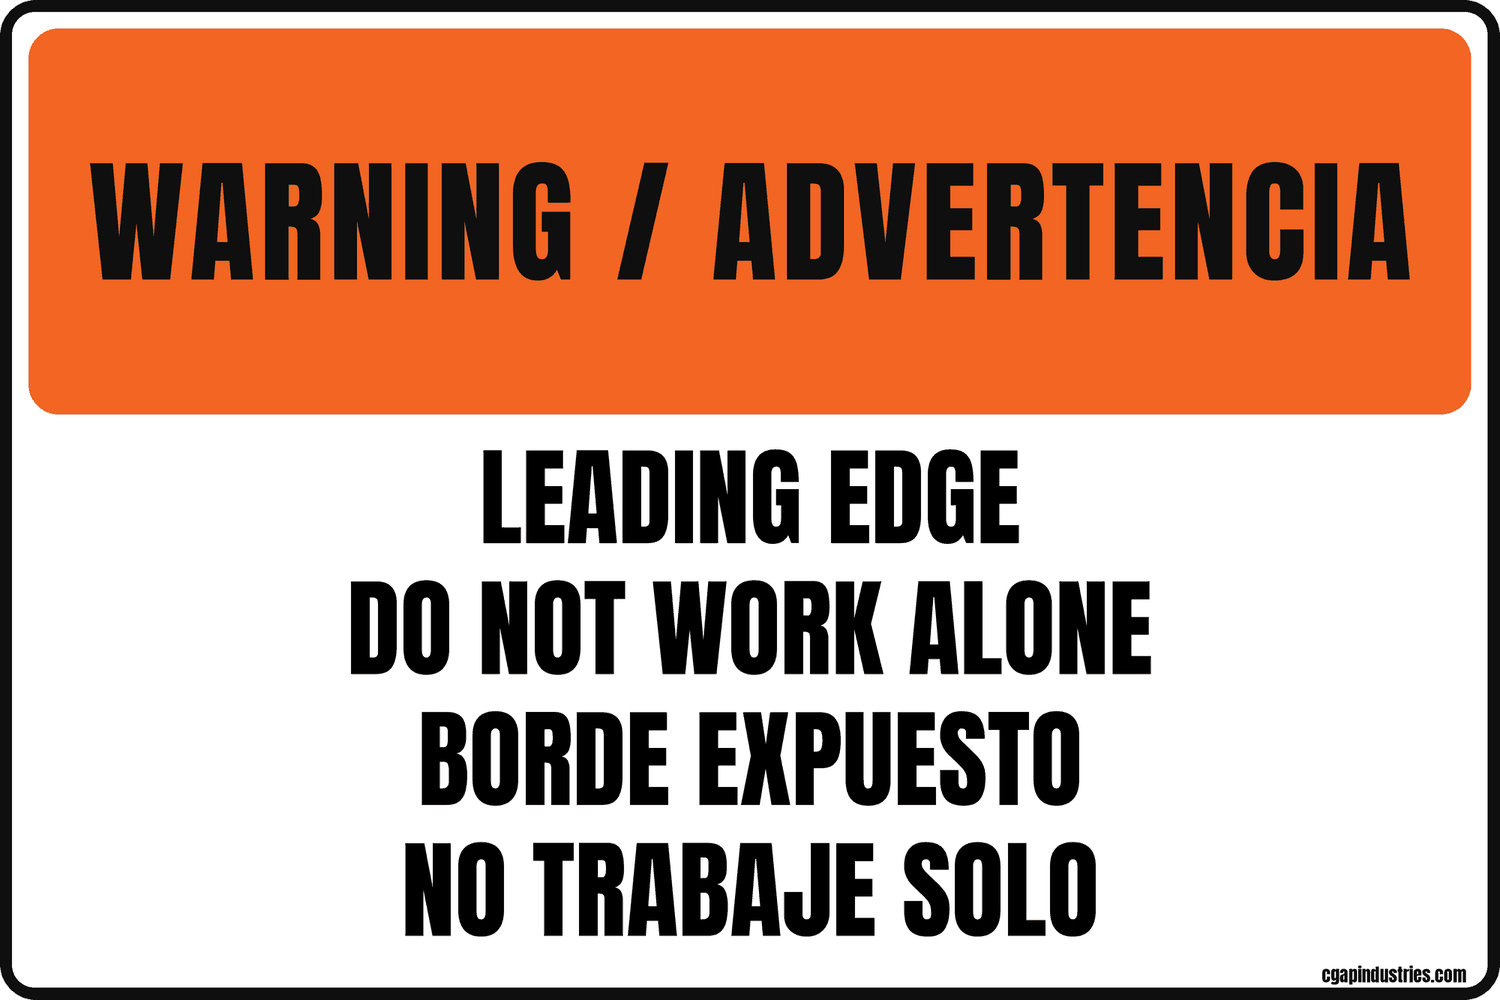 WARNING / ADVERTENCIA
LEADING EDGE
DO NOT WORK ALONE
BORDE EXPUESTO
NO TRABAJE SOLO
cgapindustries.com